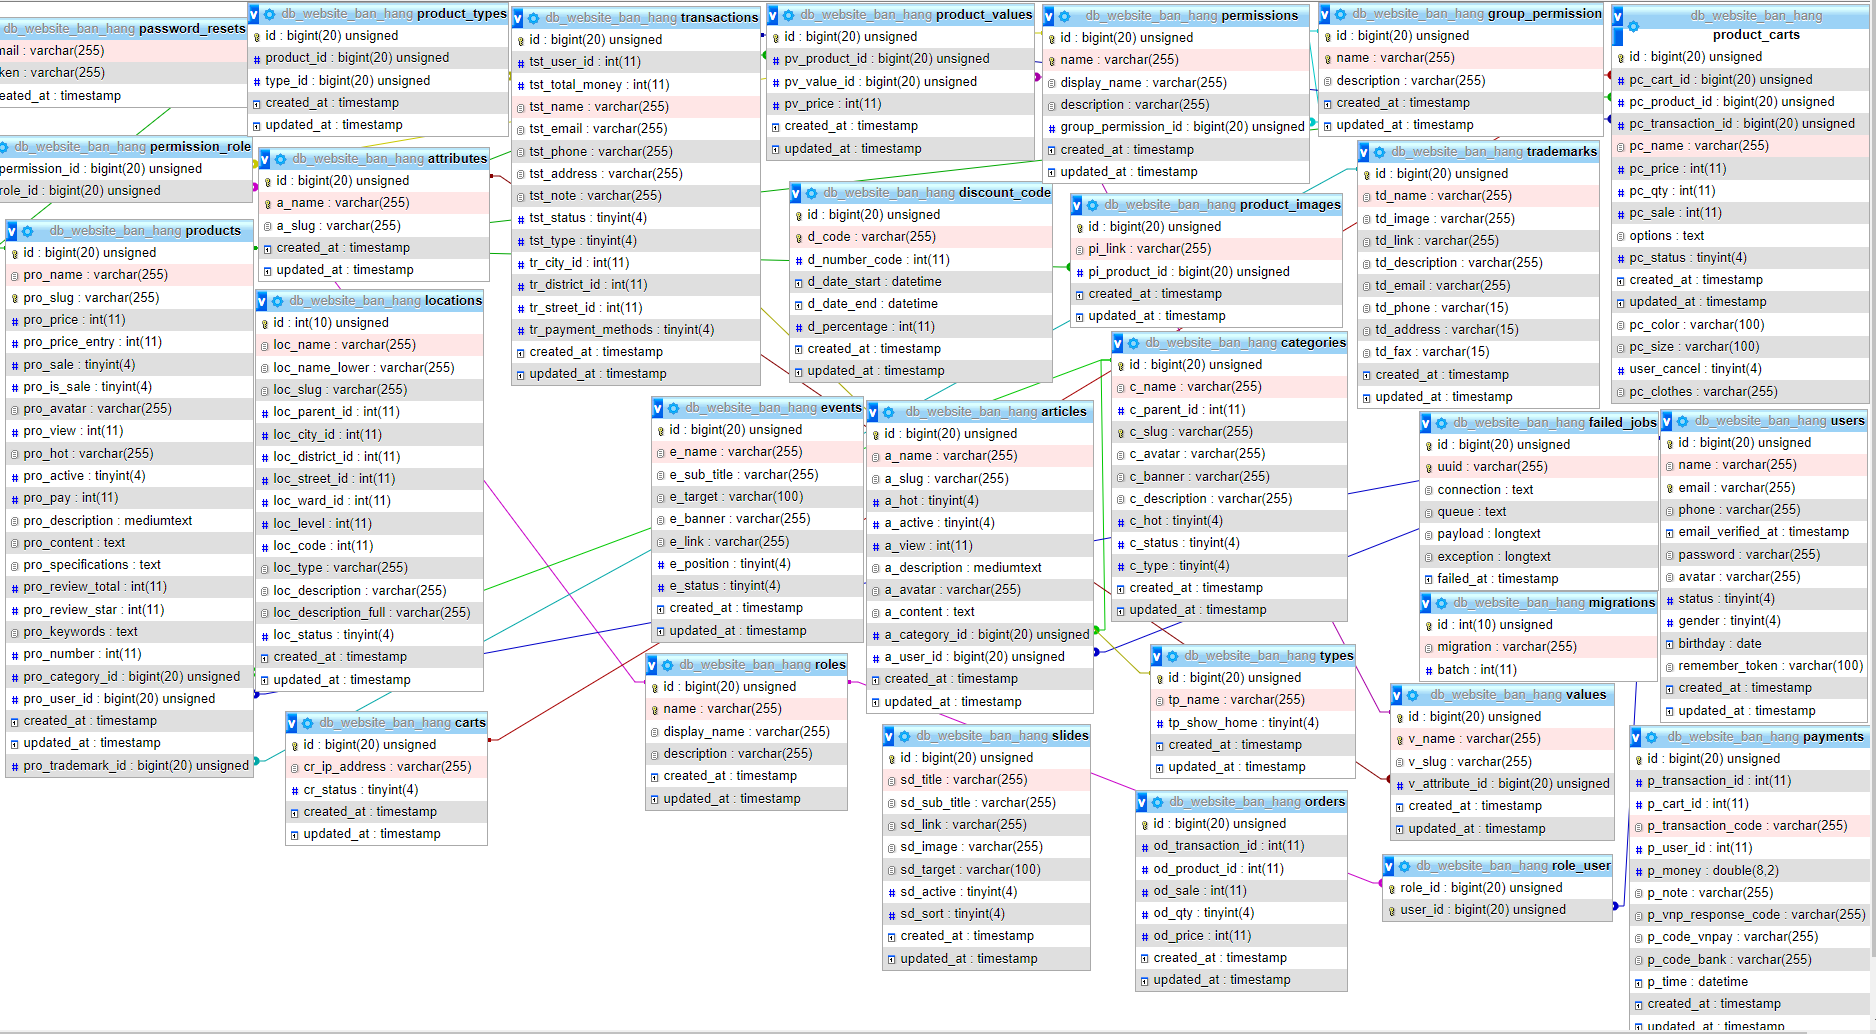 db_website_ban_hang password_resets
mail : varchar(255)
ken : varchar(255)
eated_at : timestamp
db_website_ban_hang permission_role
permission_id : bigint(20) unsigned
role_id : bigint(20) unsigned
db_website_ban_hang products
id : bigint(20) unsigned
pro_name : varchar(255)
pro_slug : varchar(255)
pro_price : int(11)
pro_price_entry : int(11)
pro_sale : tinyint(4)
pro_is_sale : tinyint(4)
pro_avatar : varchar(255)
pro_view : int(11)
pro_hot : varchar(255)
pro_active : tinyint(4)
pro_pay : int(11)
pro_description : mediumtext
pro_content : text
pro_specifications : text
pro_review_total : int(11)
pro_review_star : int(11)
pro_keywords : text
pro_number : int(11)
pro_category_id : bigint(20) unsigned
pro_user_id : bigint(20) unsigned
created_at : timestamp
updated_at : timestamp
pro_trademark_id : bigint(20) unsigned
db_website_ban_hang product_types
id : bigint(20) unsigned
product_id : bigint(20) unsigned
type_id : bigint(20) unsigned
created_at : timestamp
updated_at : timestamp
db_website_ban_hang attributes
id : bigint(20) unsigned
a_name : varchar(255)
a_slug : varchar(255)
created_at : timestamp
updated_at : timestamp
db_website_ban_hang locations
id : int(10) unsigned
loc_name : varchar(255)
loc_name_lower : varchar(255)
loc_slug : varchar(255)
loc_parent_id : int(11)
loc_city_id : int(11)
loc_district_id : int(11)
loc_street_id : int(11)
loc_ward_id : int(11)
loc_level : int(11)
loc_code : int(11)
loc_type : varchar(255)
loc_description : varchar(255)
loc_description_full : varchar(255)
loc_status : tinyint(4)
created_at : timestamp
updated_at : timestamp
db_website_ban_hang carts
id : bigint(20) unsigned
cr_ip_address : varchar(255)
cr_status : tinyint(4)
created_at : timestamp
updated_at : timestamp
db_website_ban_hang transactions
id : bigint(20) unsigned
tst_user_id : int(11)
tst_total_money : int(11)
tst_name : varchar(255)
tst_email : varchar(255)
tst_phone : varchar(255)
tst_address : varchar(255)
tst_note : varchar(255)
tst_status : tinyint(4)
tst_type : tinyint(4)
tr_city_id : int(11)
tr_district_id : int(11)
tr_street_id : int(11)
tr_payment_methods : tinyint(4)
created_at : timestamp
updated_at : timestamp
db_website_ban_hang product_values
id : bigint(20) unsigned
pv_product_id : bigint(20) unsigned
pv_value_id : bigint(20) unsigned
pv_price : int(11)
created_at : timestamp
updated_at : timestamp
db_website_ban_hang discount_code
id : bigint(20) unsigned
d_code : varchar(255)
d_number_code : int(11)
d_date_start : datetime
d_date_end : datetime
d_percentage : int(11)
created_at : timestamp
updated_at : timestamp
db_website_ban_hang events
id : bigint(20) unsigned
e_name : varchar(255)
e_sub_title : varchar(255)
e_target : varchar(100)
e_banner : varchar(255)
e_link : varchar(255)
e_position : tinyint(4)
e_status : tinyint(4)
created_at : timestamp
updated_at : timestamp
db_website_ban_hang roles
id : bigint(20) unsigned
name : varchar(255)
display_name : varchar(255)
description : varchar(255)
created_at : timestamp
updated_at : timestamp
db_website_ban_hang articles
id : bigint(20) unsigned
a_name : varchar(255)
a_slug : varchar(255)
a_hot : tinyint(4)
a_active : tinyint(4)
a_view : int(11)
a_description : mediumtext
a_avatar : varchar(255)
a_content : text
a_category_id : bigint(20) unsigned
a_user_id : bigint(20) unsigned
created_at : timestamp
updated_at : timestamp
db_website_ban_hang slides
id : bigint(20) unsigned
sd_title : varchar(255)
sd_sub_title : varchar(255)
sd_link : varchar(255)
sd_image : varchar(255)
sd_target : varchar(100)
sd_active : tinyint(4)
sd_sort : tinyint(4)
created_at : timestamp
updated_at : timestamp
db_website_ban_hang permissions
id : bigint(20) unsigned
name : varchar(255)
display_name : varchar(255)
description : varchar(255)
group_permission_id : bigint(20) unsigned
created_at : timestamp
updated_at : timestamp
db_website_ban_hang product_images
id : bigint(20) unsigned
pi_link : varchar(255)
pi_product_id : bigint(20) unsigned
created_at : timestamp
updated_at : timestamp
db_website_ban_hang categories
id : bigint(20) unsigned
c_name : varchar(255)
c_parent_id : int(11)
c_slug : varchar(255)
c_avatar : varchar(255)
c_banner : varchar(255)
c_description : varchar(255)
c_hot : tinyint(4)
c_status : tinyint(4)
c_type : tinyint(4)
created_at : timestamp
updated_at : timestamp
db_website_ban_hang types
id : bigint(20) unsigned
tp_name : varchar(255)
tp_show_home : tinyint(4)
created_at : timestamp
updated_at : timestamp
db_website_ban_hang orders
id : bigint(20) unsigned
od_transaction_id : int(11)
od_product_id : int(11)
od_sale : int(11)
od_qty : tinyint(4)
od_price : int(11)
created_at : timestamp
updated_at : timestamp
db_website_ban_hang group_permission
id : bigint(20) unsigned
name : varchar(255)
description : varchar(255)
created_at : timestamp
updated_at : timestamp
db_website_ban_hang trademarks
id : bigint(20) unsigned
td_name : varchar(255)
td_image : varchar(255)
td_link : varchar(255)
td_description : varchar(255)
td_email : varchar(255)
td_phone : varchar(15)
td_address : varchar(15)
td_fax : varchar(15)
created_at : timestamp
updated_at : timestamp
db_website_ban_hang failed_jobs
id : bigint(20) unsigned
uuid : varchar(255)
connection : text
queue : text
payload : longtext
exception : longtext
failed_at : timestamp
db_website_ban_hang migrations
id : int(10) unsigned
migration : varchar(255)
batch : int(11)
db_website_ban_hang values
id : bigint(20) unsigned
v_name : varchar(255)
v_slug : varchar(255)
v_attribute_id : bigint(20) unsigned
created_at : timestamp
updated_at : timestamp
db_website_ban_hang role_user
role_id : bigint(20) unsigned
user_id : bigint(20) unsigned
db_website_ban_hang
product_carts
id : bigint(20) unsigned
pc_cart_id : bigint(20) unsigned
pc_product_id : bigint(20) unsigned
pc_transaction_id : bigint(20) unsigned
pc_name : varchar(255)
pc_price : int(11)
pc_qty : int(11)
pc_sale : int(11)
options : text
pc_status : tinyint(4)
created_at : timestamp
updated_at : timestamp
pc_color : varchar(100)
pc_size : varchar(100)
user_cancel : tinyint(4)
pc_clothes : varchar(255)
db_website_ban_hang users
id : bigint(20) unsigned
name : varchar(255)
email : varchar(255)
phone : varchar(255)
email_verified_at : timestamp
password : varchar(255)
avatar : varchar(255)
status : tinyint(4)
gender : tinyint(4)
birthday : date
remember_token : varchar(100)
created_at : timestamp
updated_at : timestamp
db_website_ban_hang payments
id : bigint(20) unsigned
p_transaction_id : int(11)
p_cart_id : int(11)
p_transaction_code : varchar(255)
p_user_id : int(11)
p_money : double(8,2)
p_note : varchar(255)
p_vnp_response_code : varchar(255)
p_code_vnpay : varchar(255)
p_code_bank : varchar(255)
p_time : datetime
created_at : timestamp
updated_at : timestamp